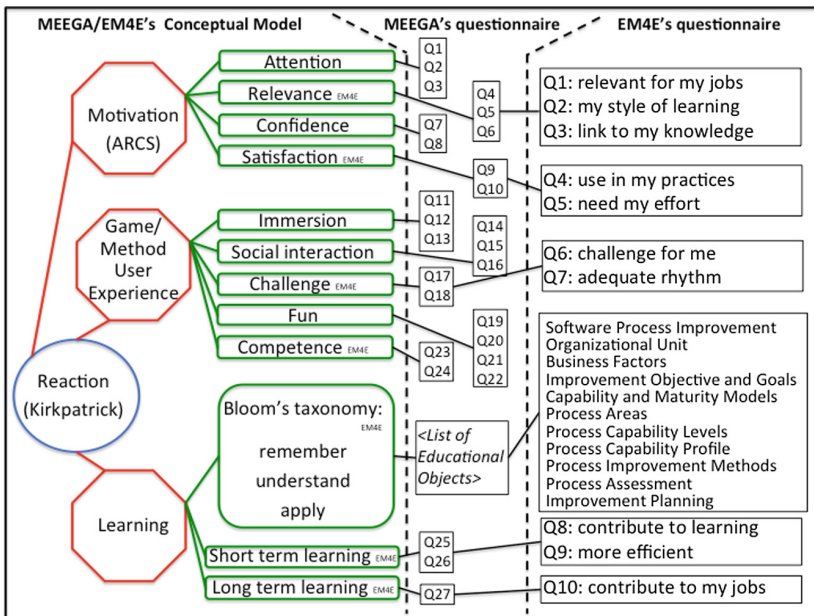 MEEGA/EM4E's Conceptual Model
MEEGA's questionnaire
EM4E's questionnaire
Motivation
(ARCS)
Attention
Relevance EM4E
Confidence
Satisfaction EM4E
Q1
Q2
Q3
Q4
Q5
Q6
Q7
Q8
Q9
Q10
Q1: relevant for my jobs
Q2: my style of learning
Q3: link to my knowledge
Q4: use in my practices
Q5: need my effort
Game/
Method
User
Experience
Immersion
Social interaction
Challenge EM4E
Fun
Competence EM4E
Q11
Q12
Q13
Q14
Q15
Q16
Q17
Q18
Q19
Q20
Q21
Q22
Q23
Q24
Q6: challenge for me
Q7: adequate rhythm
Reaction
(Kirkpatrick)
Learning
Bloom's taxonomy:
EM4E
remember
understand
apply
<List of
Educational
Objects>
Software Process Improvement
Organizational Unit
Business Factors
Improvement Objective and Goals
Capability and Maturity Models
Process Areas
Process Capability Levels
Process Capability Profile
Process Improvement Methods
Process Assessment
Improvement Planning
Short term learning EM4E
Long term learning EM4E
Q25
Q26
Q27
Q8: contribute to learning
Q9: more efficient
Q10: contribute to my jobs